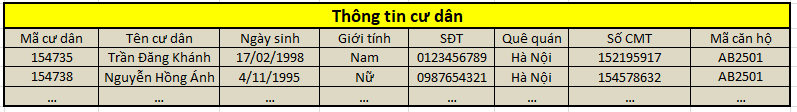 Thông tin cư dân
Mã cư dân Tên cư dân Ngày sinh Giới tính SĐT Quê quán Số CMT Mã căn hộ
154735 Trần Đăng Khánh 17/02/1998 Nam 0123456789 Hà Nội 152195917 AB2501
154738 Nguyễn Hồng Ánh 4/11/1995 Nữ 0987654321 Hà Nội 154578632 AB2501
... ... ... ... ... ... ... ...